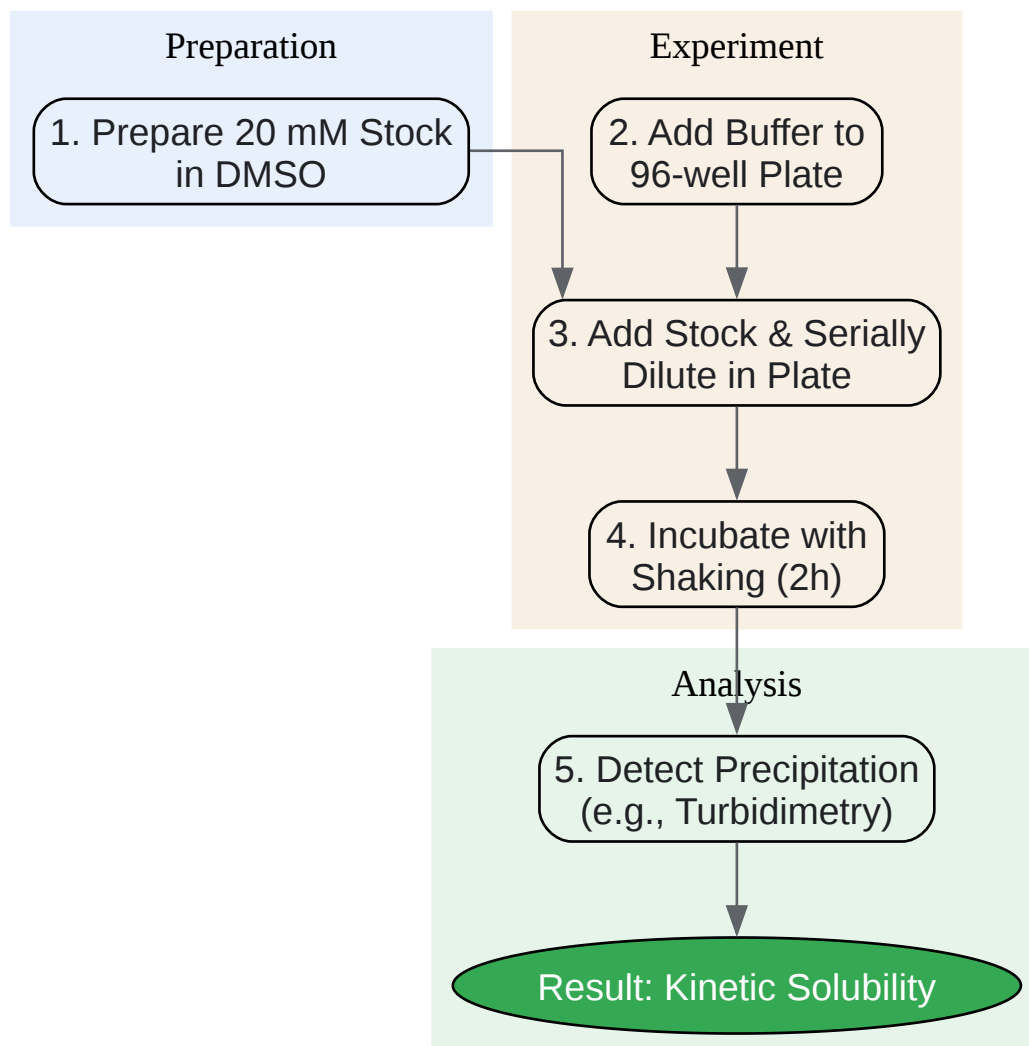 Preparation
1. Prepare 20 mM Stock
in DMSO
Experiment
2. Add Buffer to
96-well Plate
3. Add Stock & Serially
Dilute in Plate
4. Incubate with
Shaking (2h)
Analysis
5. Detect Precipitation
(e.g., Turbidimetry)
Result: Kinetic Solubility